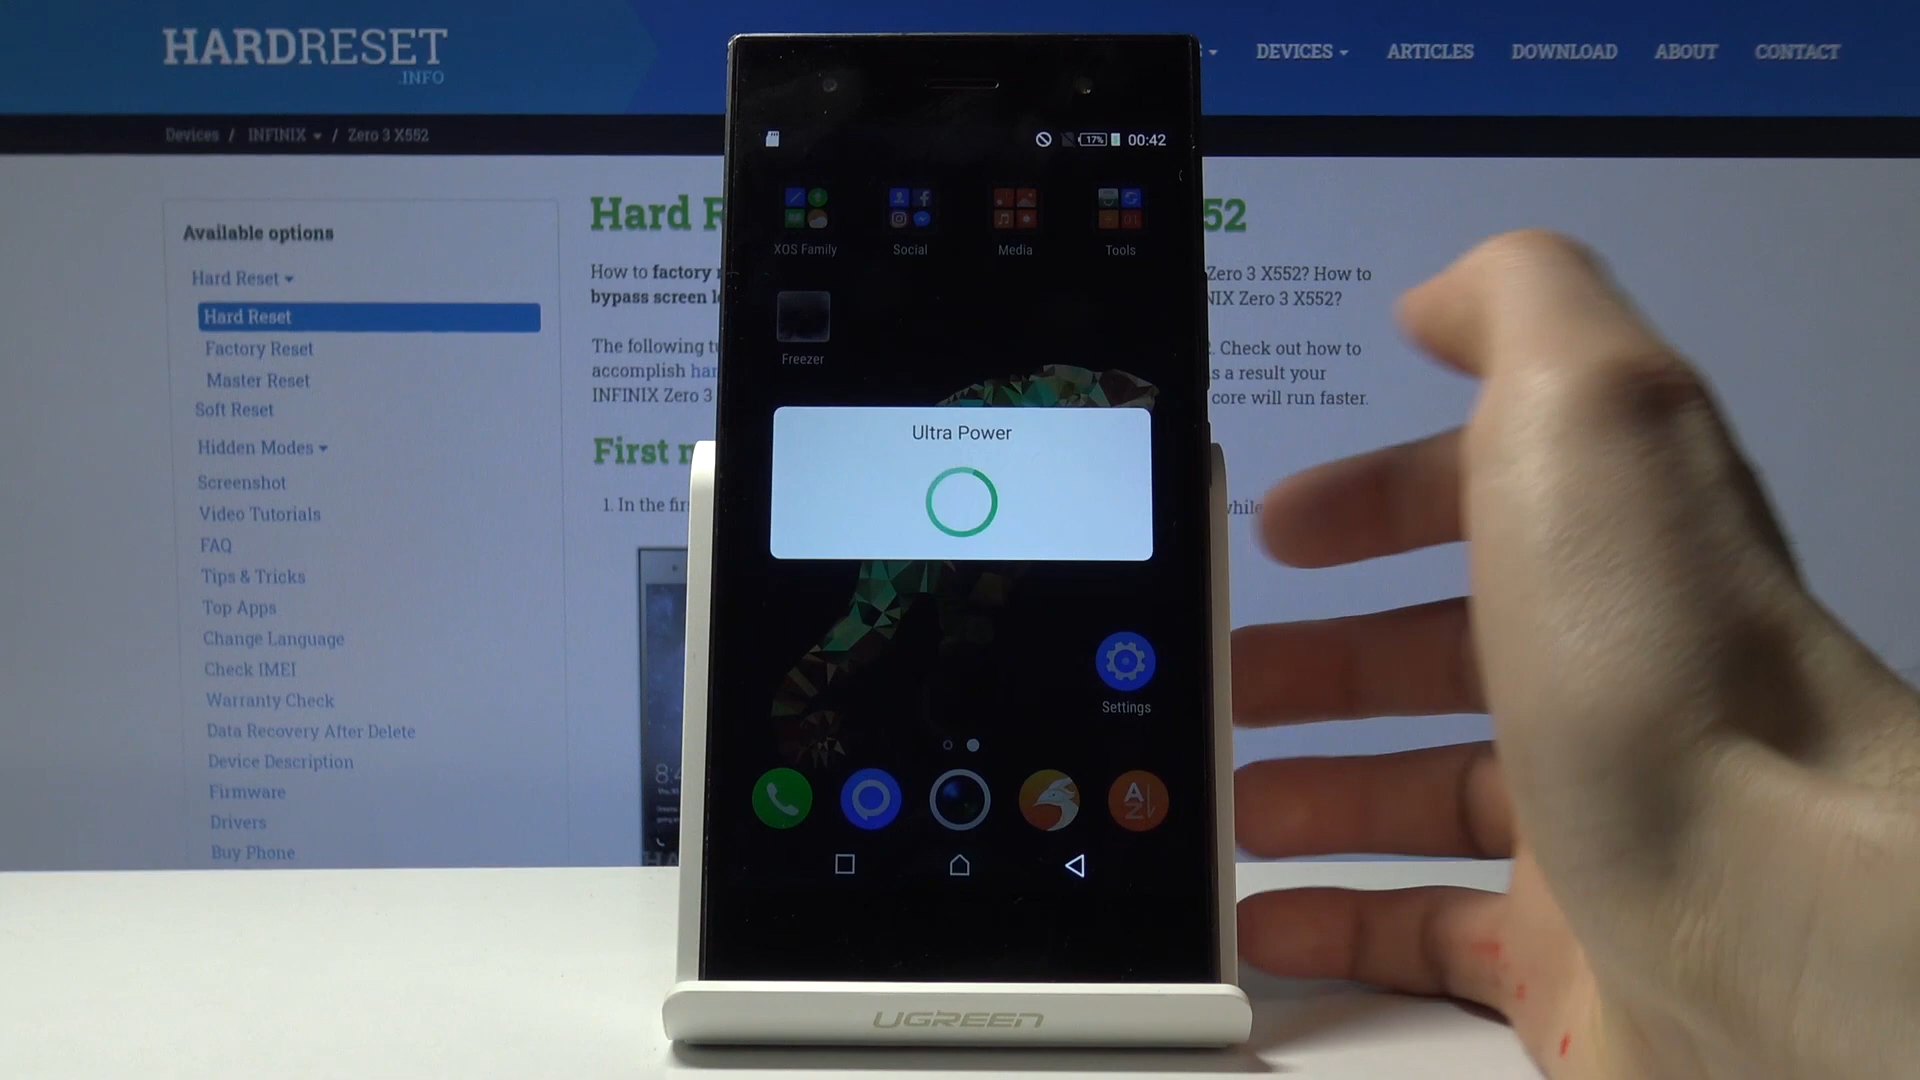 HARDRESET
.INFO
DEVICES
ARTICLES
DOWNLOAD
ABOUT
CONTACT
Devices / INFINIX / Zero 3 X552
Available options
Hard Reset
Hard Reset
Factory Reset
Master Reset
Soft Reset
Hidden Modes
Screenshot
Video Tutorials
FAQ
Tips & Tricks
Top Apps
Change Language
Check IMEI
Warranty Check
Data Recovery After Delete
Device Description
Firmware
Drivers
Buy Phone
Hard 52
How to factory Zero 3 X552? How to
bypass screen NIX Zero 3 X552?
The following . Check out how to
accomplish s a result your
INFINIX Zero 3 core will run faster.
First
1. In the
17% 00:42
XOS Family
Social
Media
Tools
Freezer
Ultra Power
Settings
UGREEN